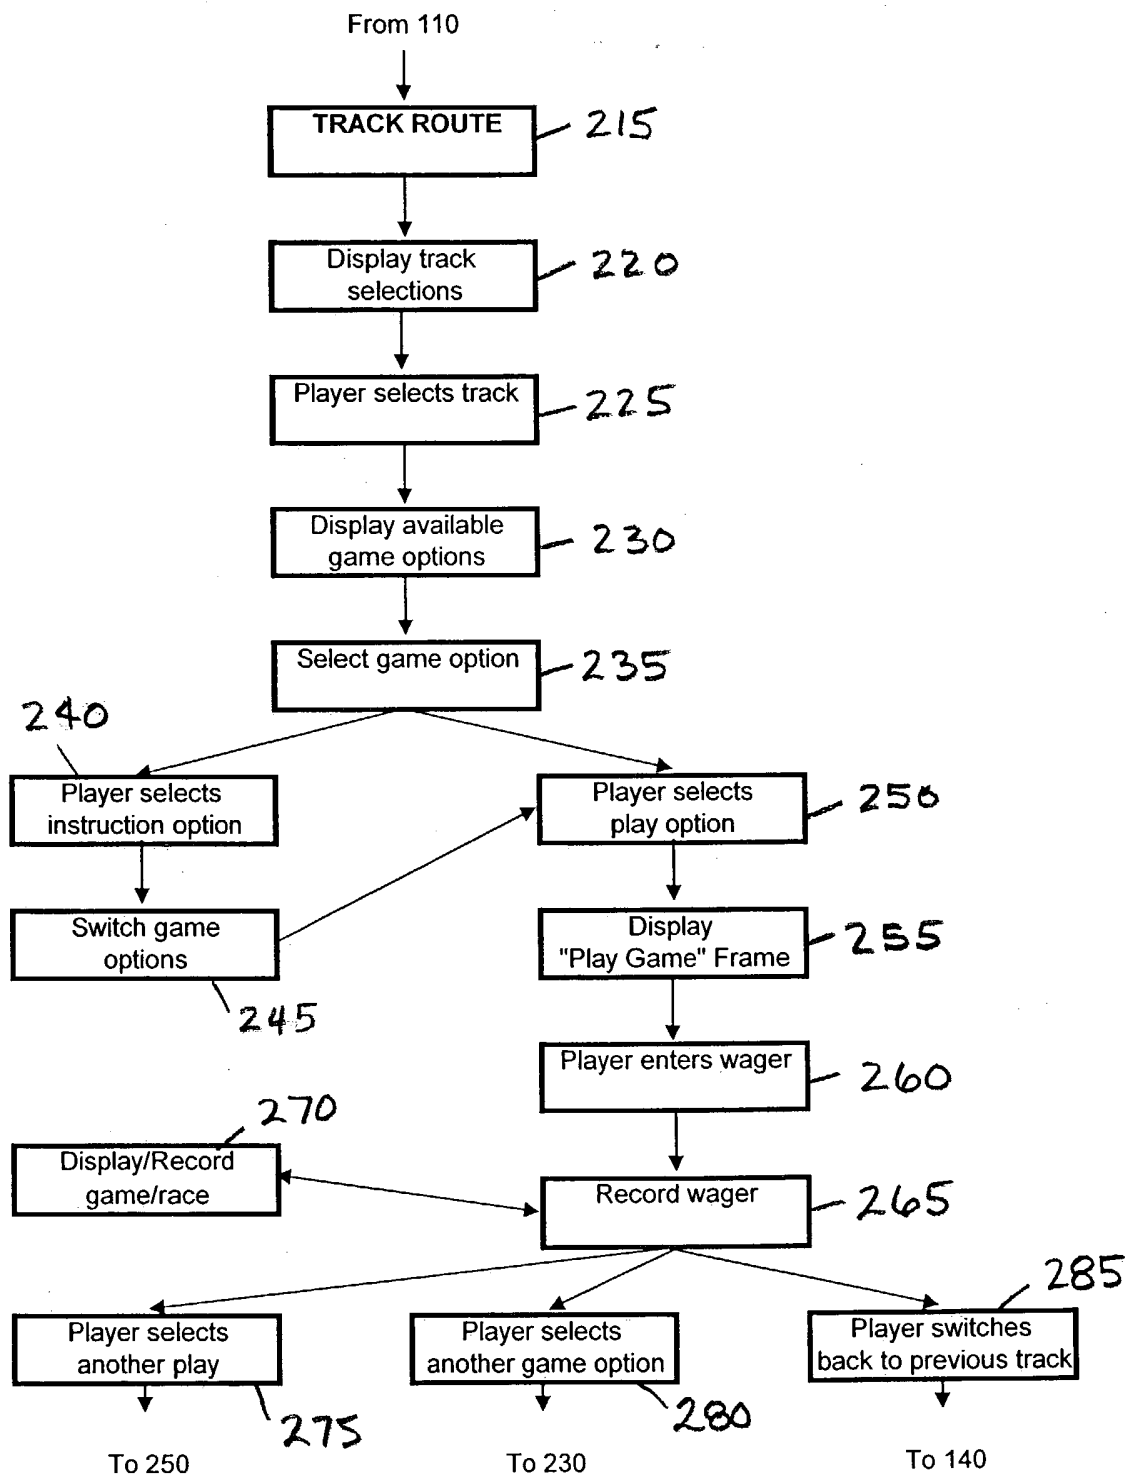 From 110
TRACK ROUTE
215
Display track
selections
220
Player selects track
225
Display available
game options
230
Select game option
235
240
Player selects
instruction option
Player selects
play option
250
Switch game
options
245
Display
"Play Game" Frame
255
Player enters wager
260
270
Display/Record
game/race
Record wager
265
285
Player selects
another play
275
Player selects
another game option
280
Player switches
back to previous track
To 250
To 230
To 140